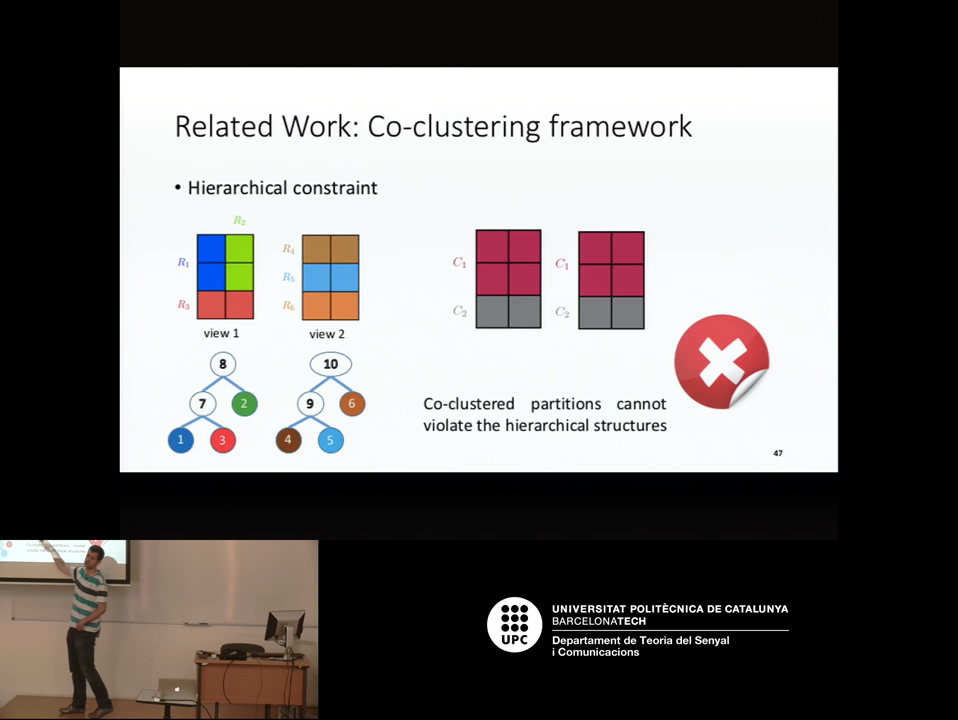 Related Work: Co-clustering framework
• Hierarchical constraint
R2
R1
R3
view 1
R4
R5
R6
view 2
C1
C2
C1
C2
8
7
2
1
3
10
9
6
4
5
Co-clustered partitions cannot
violate the hierarchical structures
47
UPC
UNIVERSITAT POLITÈCNICA DE CATALUNYA
BARCELONATECH
Departament de Teoria del Senyal
i Comunicacions